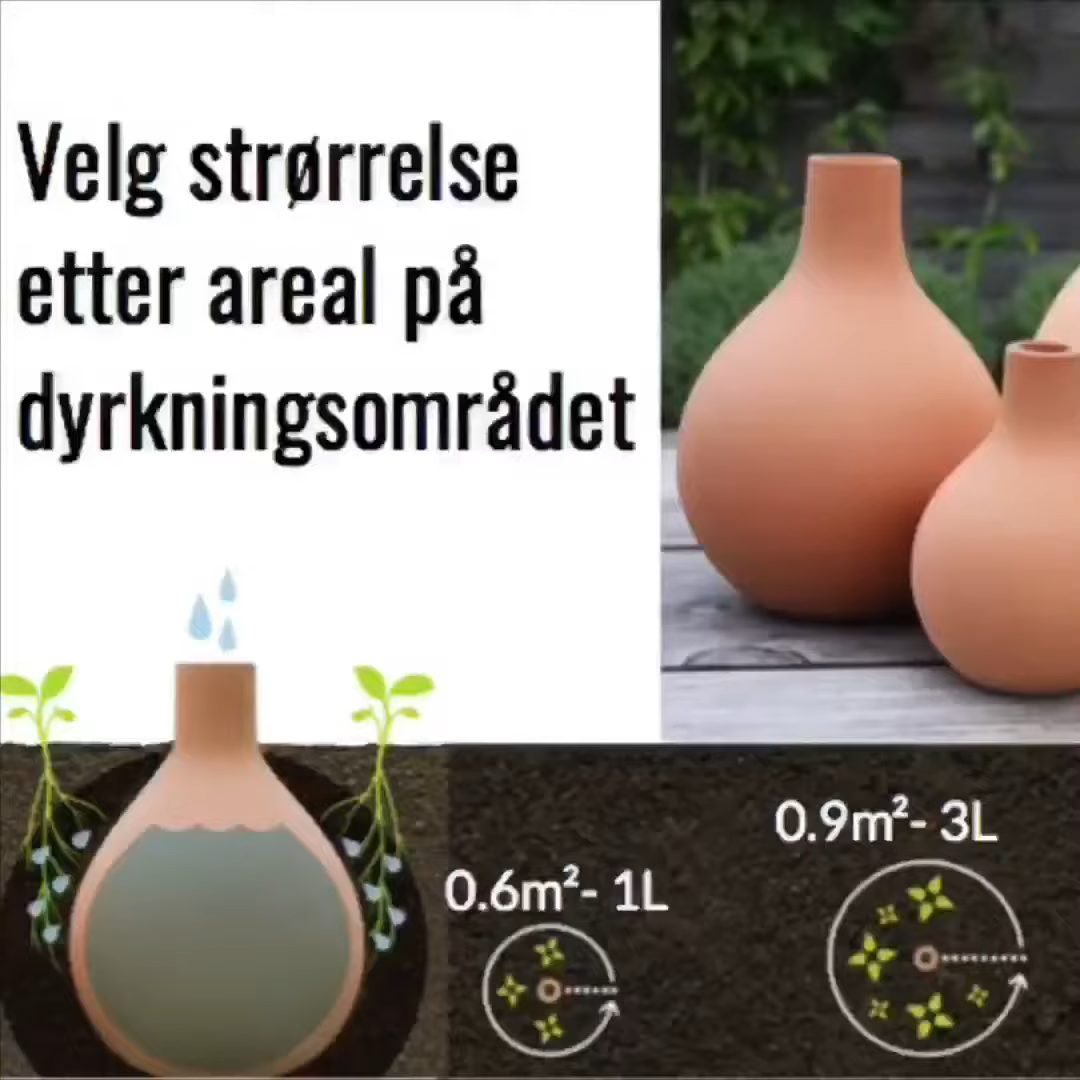 Velg strørrelse
etter areal på
dyrkningsområdet
0.9m²- 3L
0.6m²- 1L